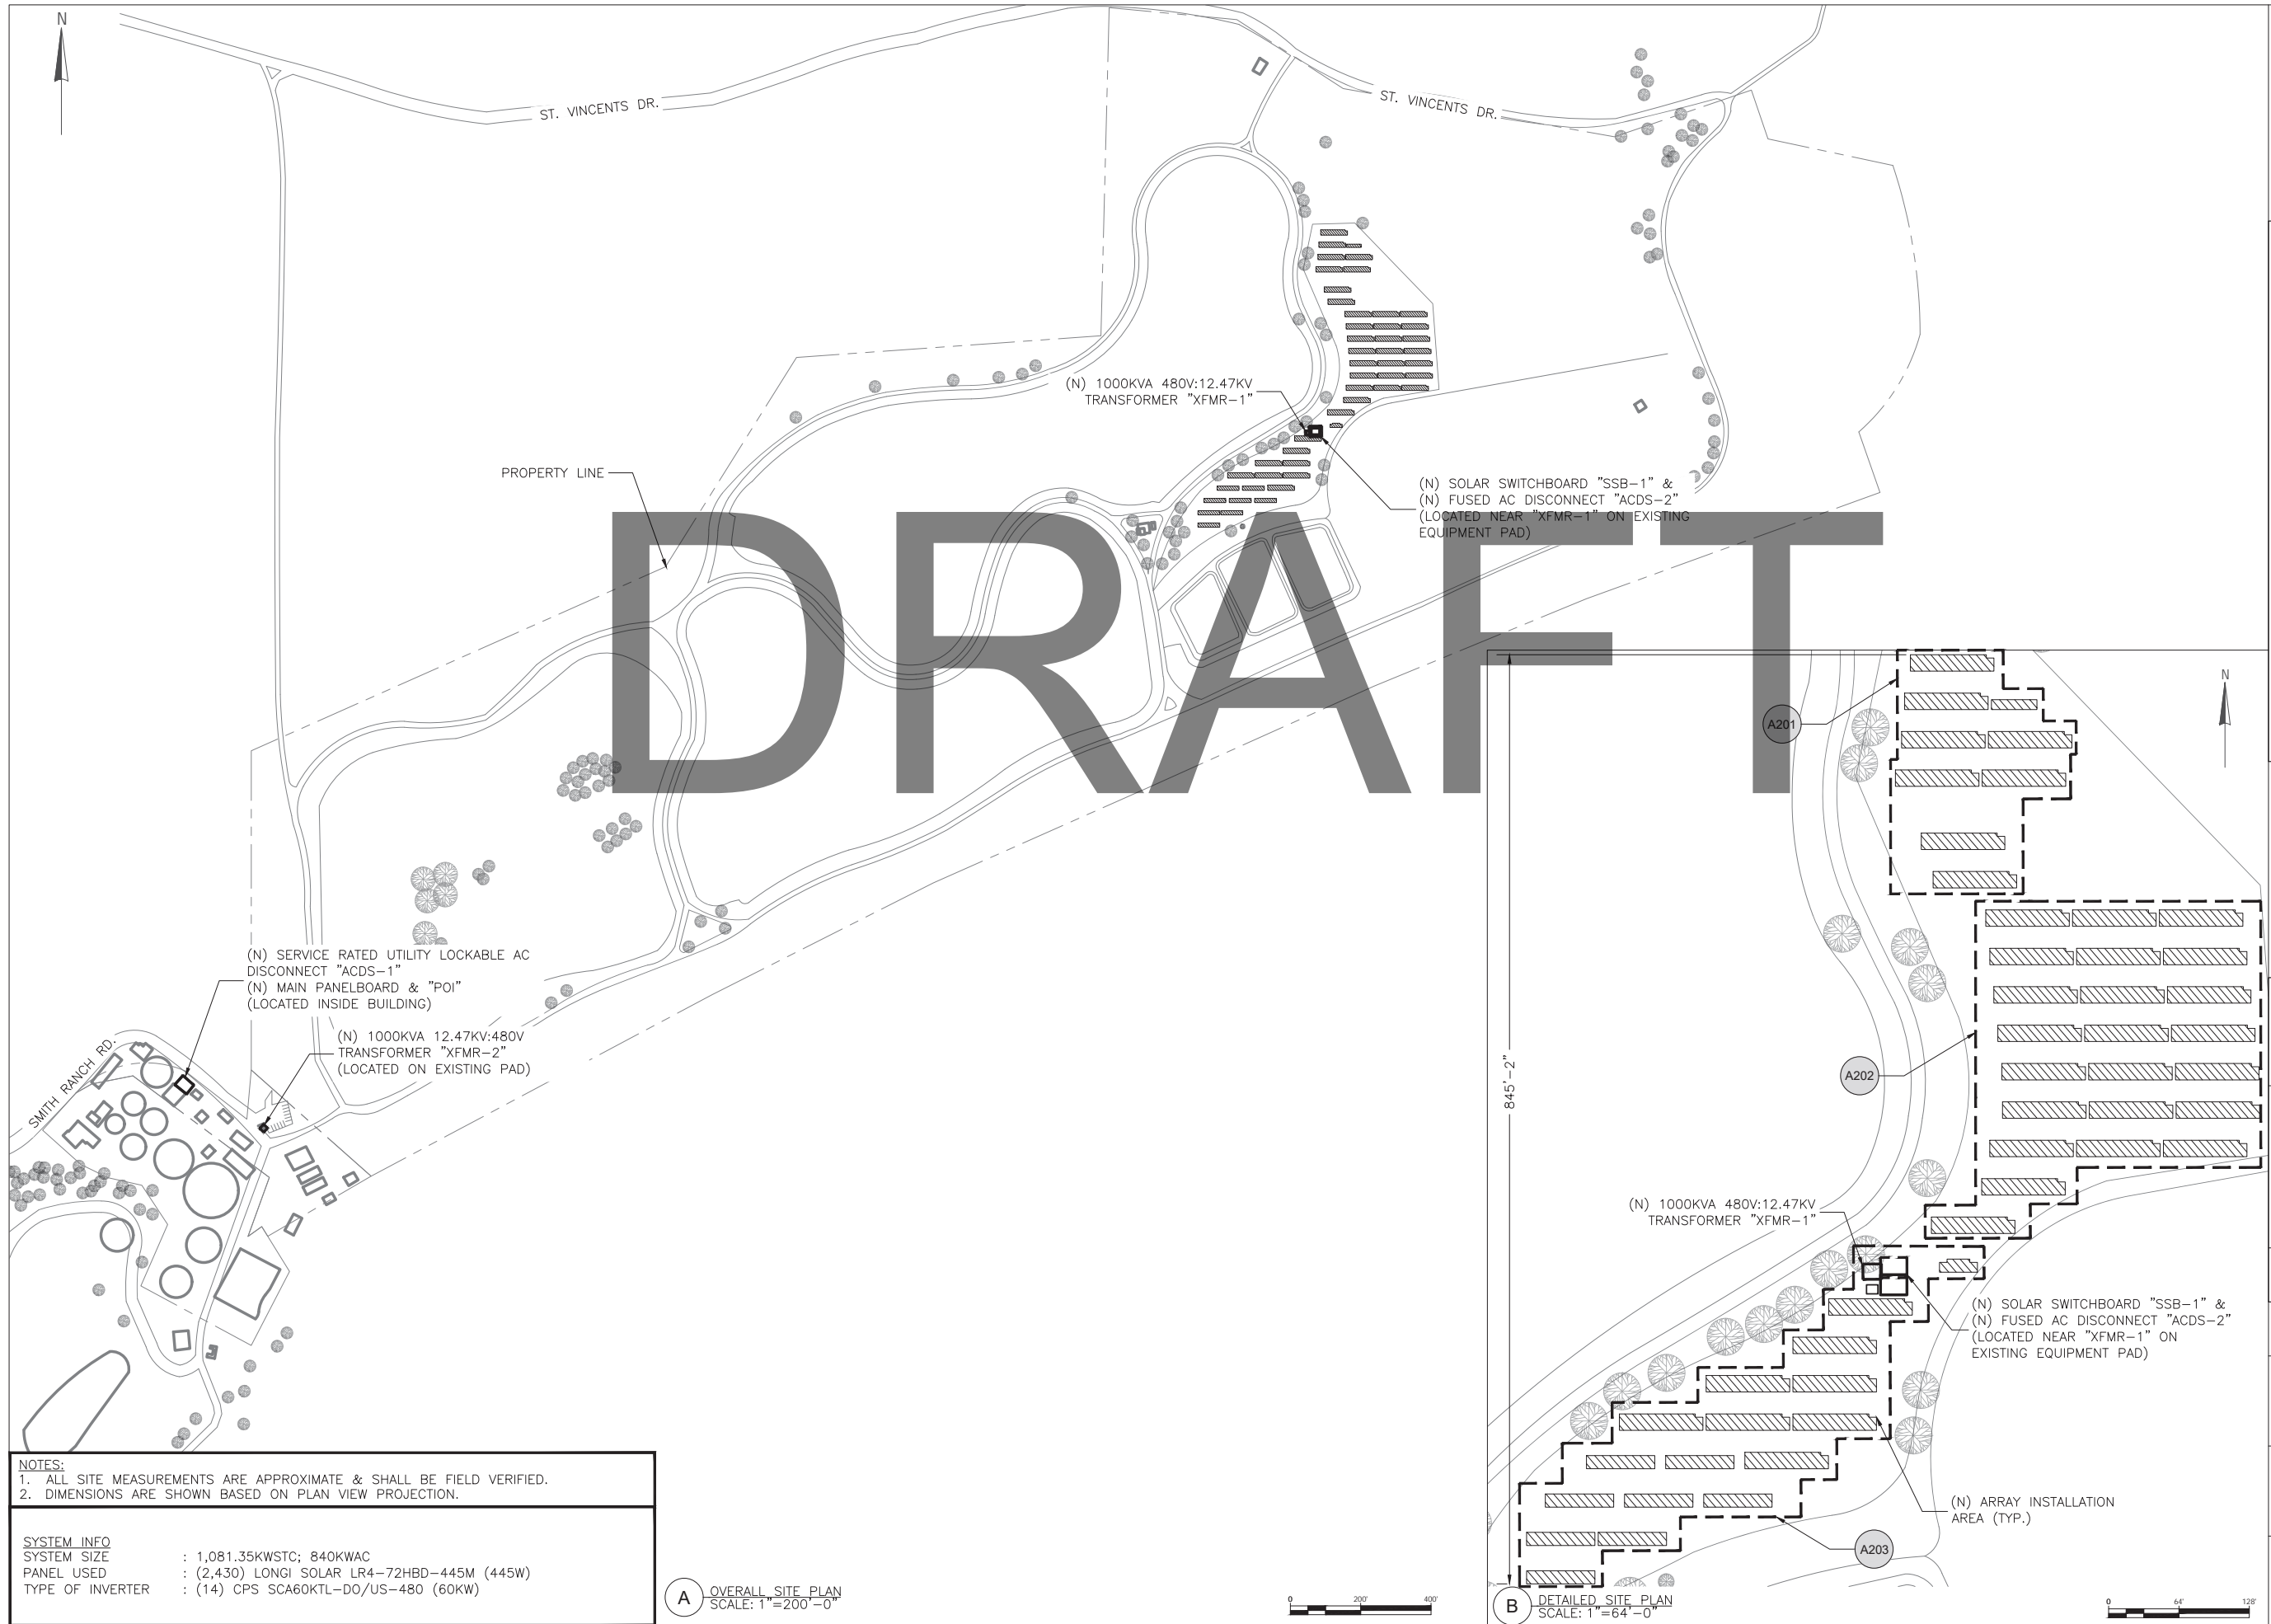 N
ST. VINCENTS DR.
ST. VINCENTS DR.
(N) 1000KVA 480V:12.47KV
TRANSFORMER "XFMR-1"
PROPERTY LINE
(N) SOLAR SWITCHBOARD "SSB-1" &
(N) FUSED AC DISCONNECT "ACDS-2"
(LOCATED NEAR "XFMR-1" ON EXISTING
EQUIPMENT PAD)
DRAFT
(N) SERVICE RATED UTILITY LOCKABLE AC
DISCONNECT "ACDS-1"
(N) MAIN PANELBOARD & "POI"
(LOCATED INSIDE BUILDING)
(N) 1000KVA 12.47KV:480V
TRANSFORMER "XFMR-2"
(LOCATED ON EXISTING PAD)
SMITH RANCH RD.
N
A201
845'-2"
A202
(N) 1000KVA 480V:12.47KV
TRANSFORMER "XFMR-1"
(N) SOLAR SWITCHBOARD "SSB-1" &
(N) FUSED AC DISCONNECT "ACDS-2"
(LOCATED NEAR "XFMR-1" ON
EXISTING EQUIPMENT PAD)
(N) ARRAY INSTALLATION
AREA (TYP.)
A203
NOTES:
1. ALL SITE MEASUREMENTS ARE APPROXIMATE & SHALL BE FIELD VERIFIED.
2. DIMENSIONS ARE SHOWN BASED ON PLAN VIEW PROJECTION.
SYSTEM INFO
SYSTEM SIZE : 1,081.35KWSTC; 840KWAC
PANEL USED : (2,430) LONGI SOLAR LR4-72HBD-445M (445W)
TYPE OF INVERTER : (14) CPS SCA60KTL-DO/US-480 (60KW)
A OVERALL SITE PLAN
SCALE: 1"=200'-0"
0 200' 400'
B DETAILED SITE PLAN
SCALE: 1"=64'-0"
0 64' 128'